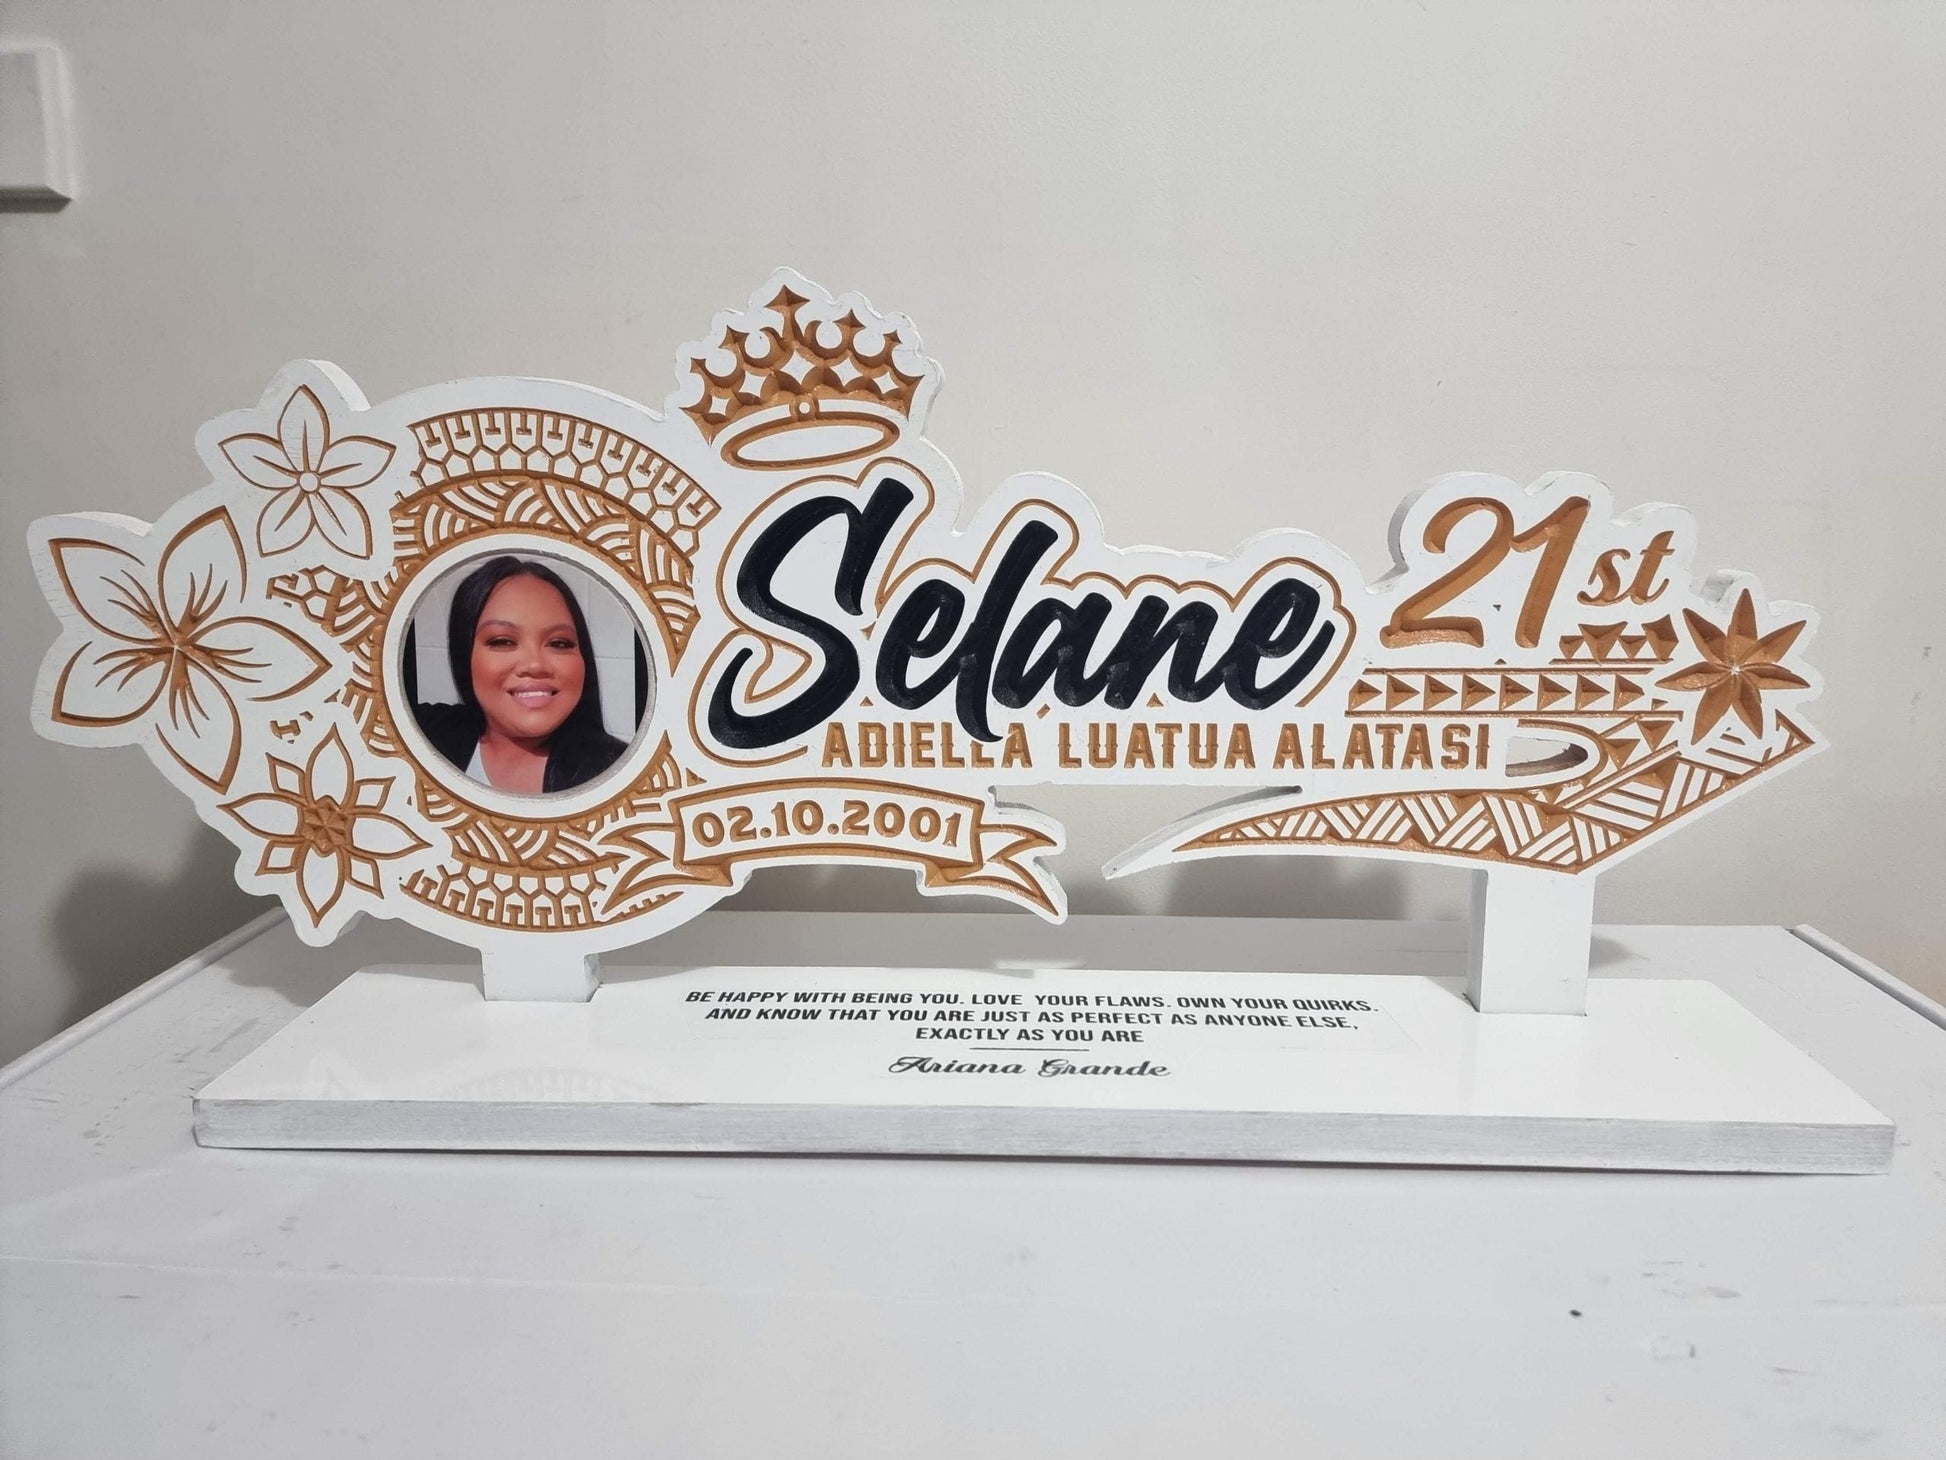 Selane
21st
ADIELLA LUATUA ALATASI
02.10.2001
BE HAPPY WITH BEING YOU. LOVE YOUR FLAWS. OWN YOUR QUIRKS.
AND KNOW THAT YOU ARE JUST AS PERFECT AS ANYONE ELSE,
EXACTLY AS YOU ARE
Ariana Grande